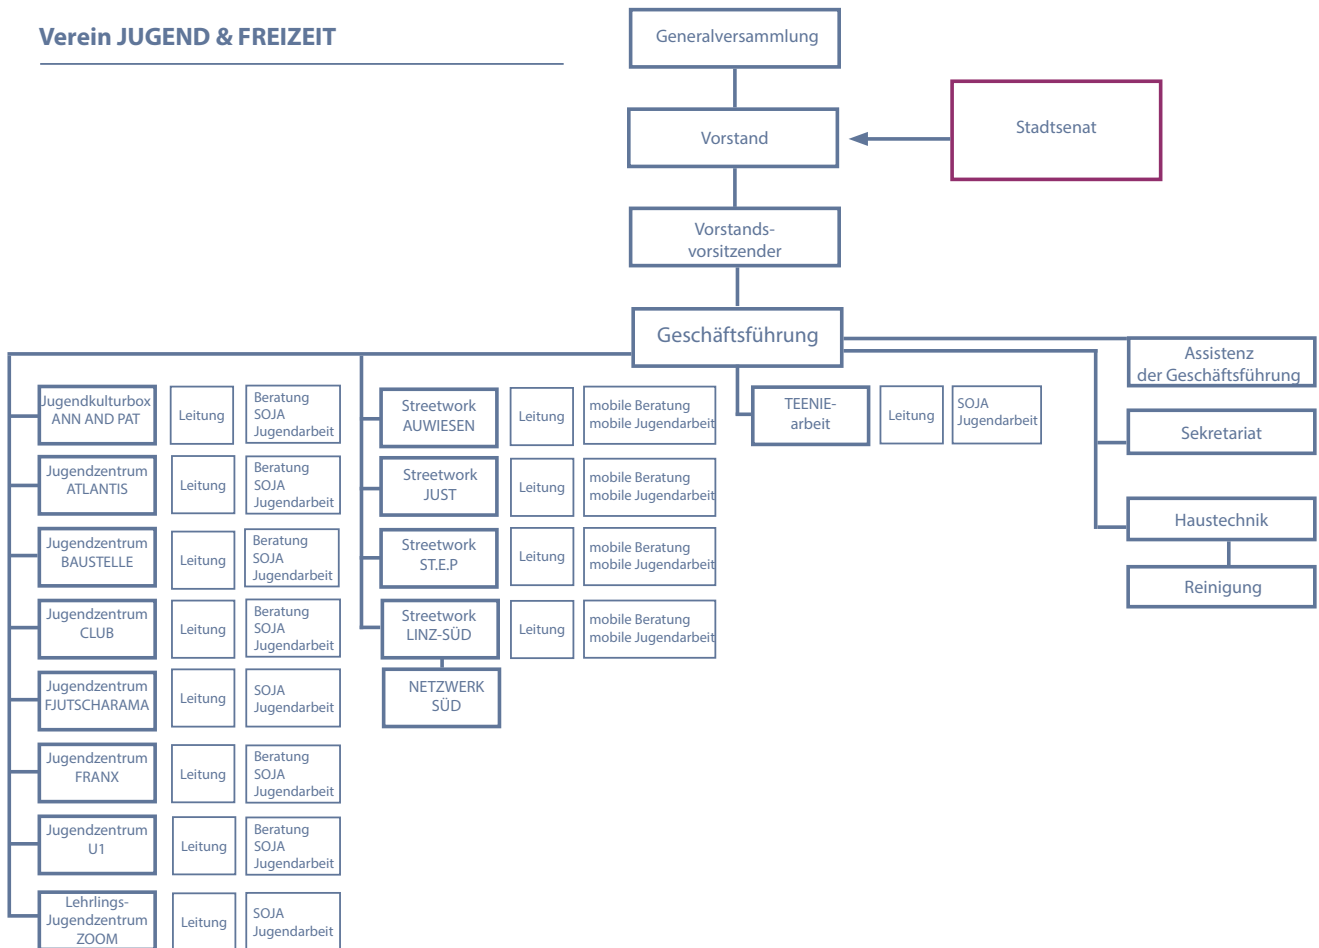 Verein JUGEND & FREIZEIT
Generalversammlung
Stadtsenat
Vorstand
Vorstands-
vorsitzender
Geschäftsführung
Assistenz
der Geschäftsführung
Sekretariat
Haustechnik
Reinigung
Jugendkulturbox
ANN AND PAT
Leitung
Beratung
SOJA
Jugendarbeit
Jugendzentrum
ATLANTIS
Leitung
Beratung
SOJA
Jugendarbeit
Jugendzentrum
BAUSTELLE
Leitung
Beratung
SOJA
Jugendarbeit
Jugendzentrum
CLUB
Leitung
Beratung
SOJA
Jugendarbeit
Jugendzentrum
FJUTSCHARAMA
Leitung
SOJA
Jugendarbeit
Jugendzentrum
FRANX
Leitung
Beratung
SOJA
Jugendarbeit
Jugendzentrum
U1
Leitung
Beratung
SOJA
Jugendarbeit
Lehrlings-
Jugendzentrum
ZOOM
Leitung
SOJA
Jugendarbeit
Streetwork
AUWIESEN
Leitung
mobile Beratung
mobile Jugendarbeit
Streetwork
JUST
Leitung
mobile Beratung
mobile Jugendarbeit
Streetwork
ST.E.P
Leitung
mobile Beratung
mobile Jugendarbeit
Streetwork
LINZ-SÜD
Leitung
mobile Beratung
mobile Jugendarbeit
NETZWERK
SÜD
TEENIE-
arbeit
Leitung
SOJA
Jugendarbeit